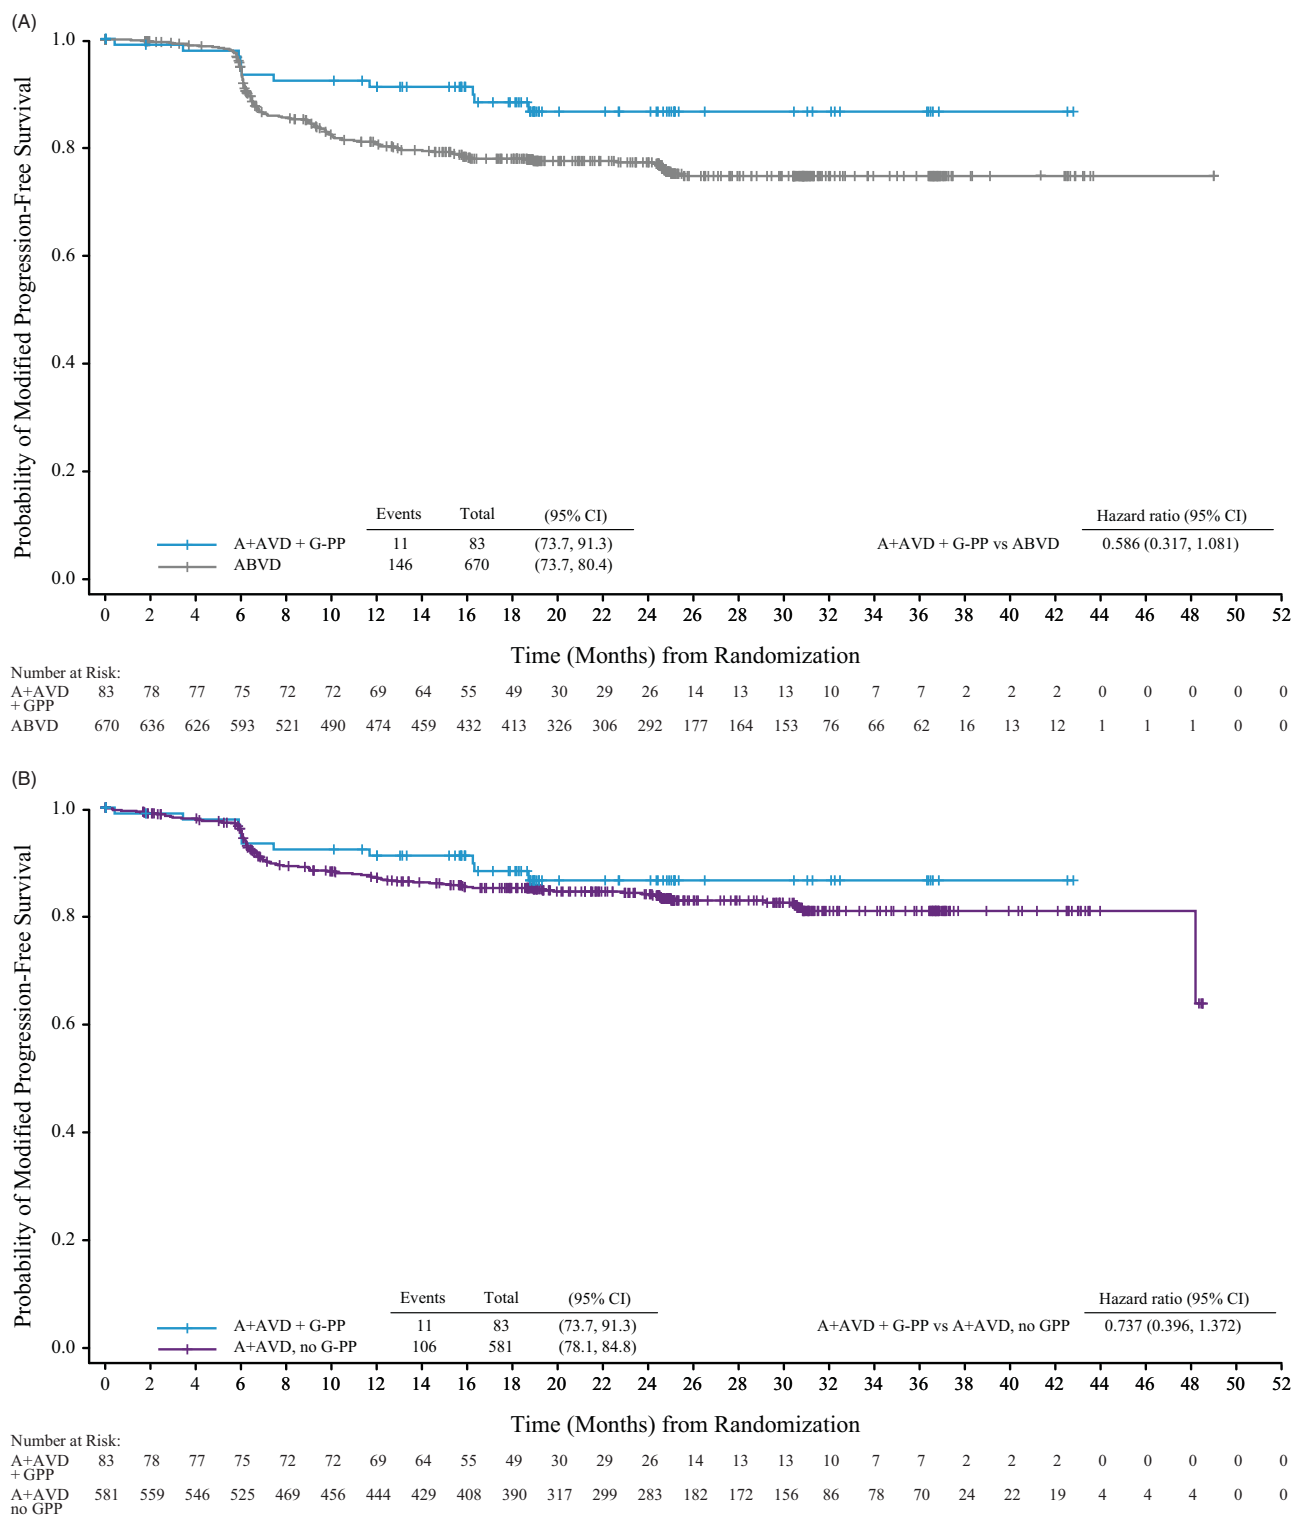 (A)
Probability of Modified Progression-Free Survival
1.0
0.8
0.6
0.4
0.2
0.0
Events Total (95% CI)
A+AVD + G-PP 11 83 (73.7, 91.3)
ABVD 146 670 (73.7, 80.4)
Hazard ratio (95% CI)
A+AVD + G-PP vs ABVD 0.586 (0.317, 1.081)
0 2 4 6 8 10 12 14 16 18 20 22 24 26 28 30 32 34 36 38 40 42 44 46 48 50 52
Time (Months) from Randomization
Number at Risk:
A+AVD 83 78 77 75 72 72 69 64 55 49 30 29 26 14 13 13 10 7 7 2 2 2 0 0 0 0 0
+ GPP
ABVD 670 636 626 593 521 490 474 459 432 413 326 306 292 177 164 153 76 66 62 16 13 12 1 1 1 0 0
(B)
Probability of Modified Progression-Free Survival
1.0
0.8
0.6
0.4
0.2
0.0
Events Total (95% CI)
A+AVD + G-PP 11 83 (73.7, 91.3)
A+AVD, no G-PP 106 581 (78.1, 84.8)
Hazard ratio (95% CI)
A+AVD + G-PP vs A+AVD, no GPP 0.737 (0.396, 1.372)
0 2 4 6 8 10 12 14 16 18 20 22 24 26 28 30 32 34 36 38 40 42 44 46 48 50 52
Time (Months) from Randomization
Number at Risk:
A+AVD 83 78 77 75 72 72 69 64 55 49 30 29 26 14 13 13 10 7 7 2 2 2 0 0 0 0 0
+ GPP
A+AVD 581 559 546 525 469 456 444 429 408 390 317 299 283 182 172 156 86 78 70 24 22 19 4 4 4 0 0
no GPP